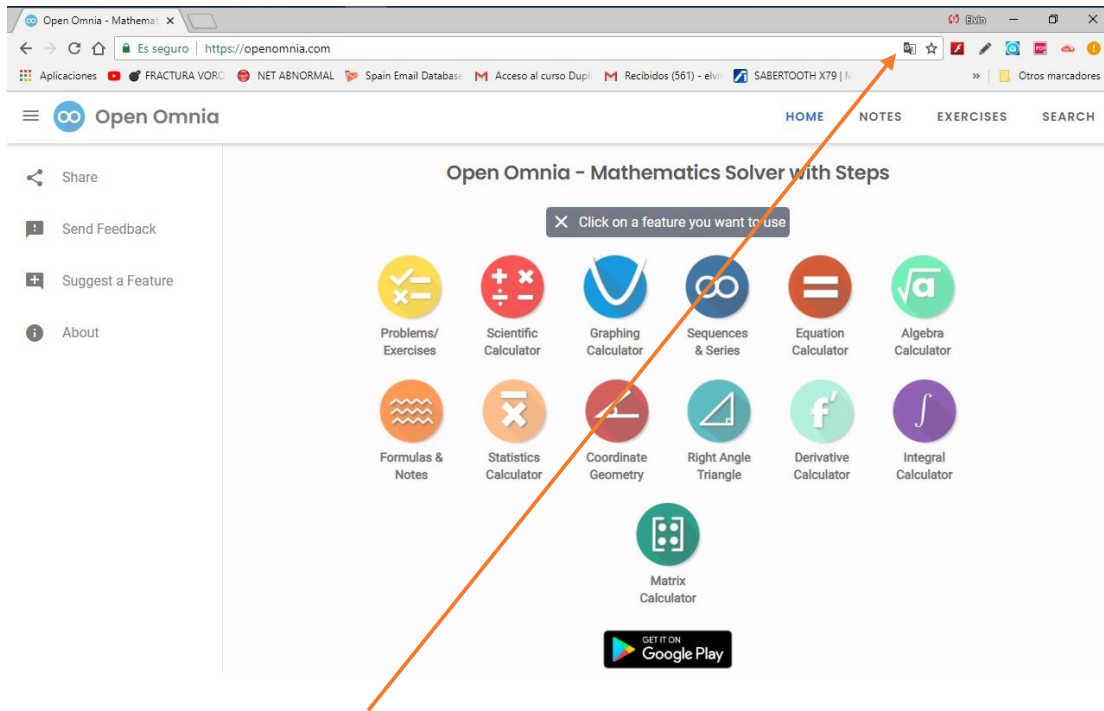 Open Omnia - Mathemat
Es seguro | https://openomnia.com
Aplicaciones FRACTURA VORO NET ABNORMAL Spain Email Database Acceso al curso Dupli Recibidos (561) - elvi SABERTOOTH X79 | » Otros marcadores
Open Omnia HOME NOTES EXERCISES SEARCH
Share
Send Feedback
Suggest a Feature
About
Open Omnia - Mathematics Solver with Steps
Click on a feature you want to use
Problems/
Exercises
Scientific
Calculator
Graphing
Calculator
Sequences
& Series
Equation
Calculator
Algebra
Calculator
Formulas &
Notes
Statistics
Calculator
Coordinate
Geometry
Right Angle
Triangle
Derivative
Calculator
Integral
Calculator
Matrix
Calculator
GET IT ON
Google Play